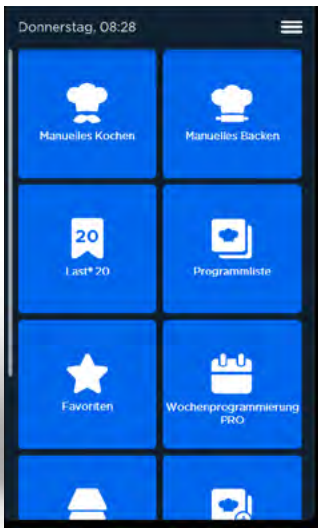 Donnerstag, 08:28
Manuelles Kochen
Manuelles Backen
20
Last® 20
Programmliste
Favoriten
Wochenprogrammierung
PRO